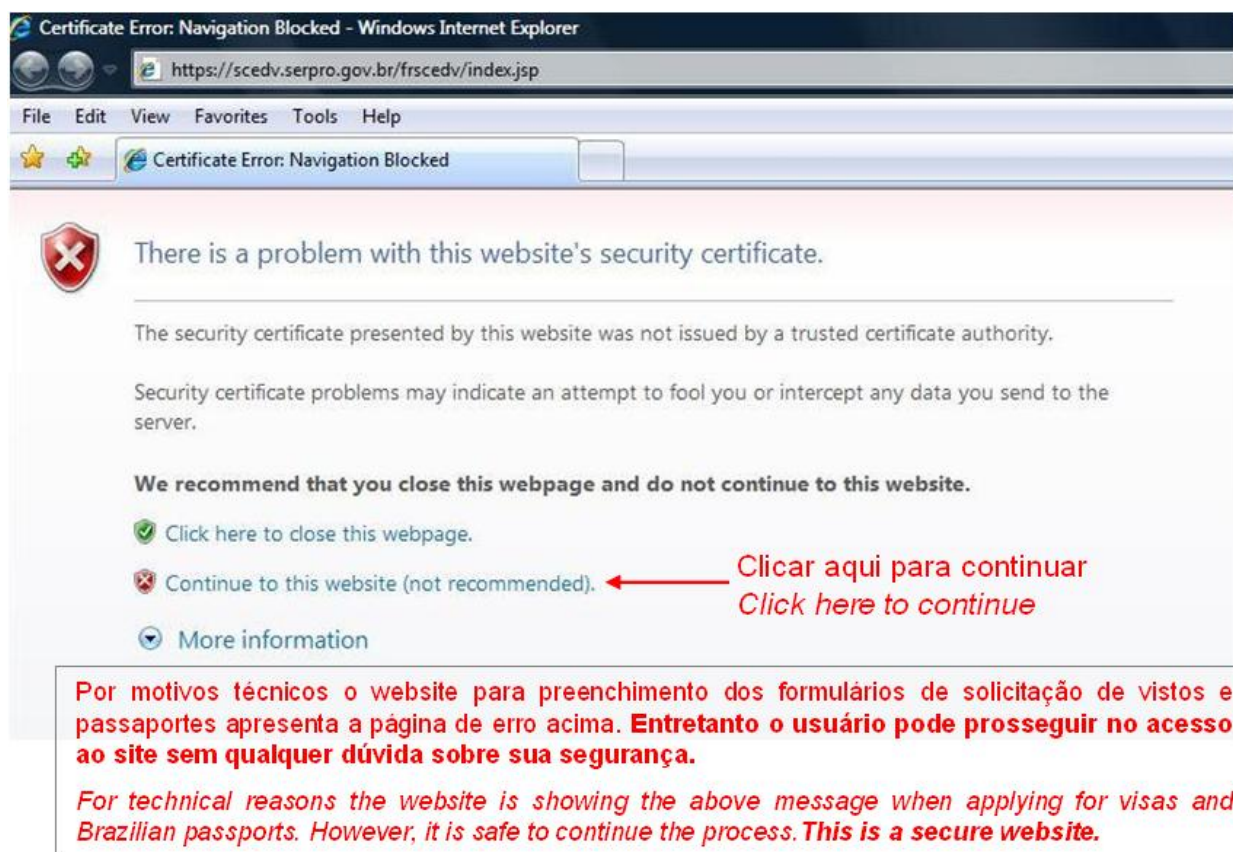 Certificate Error: Navigation Blocked - Windows Internet Explorer
https://scedv.serpro.gov.br/frscedv/index.jsp
File Edit View Favorites Tools Help
Certificate Error: Navigation Blocked
There is a problem with this website's security certificate.
The security certificate presented by this website was not issued by a trusted certificate authority.
Security certificate problems may indicate an attempt to fool you or intercept any data you send to the
server.
We recommend that you close this webpage and do not continue to this website.
Click here to close this webpage.
Continue to this website (not recommended).
Clicar aqui para continuar
Click here to continue
More information
Por motivos técnicos o website para preenchimento dos formulários de solicitação de vistos e
passaportes apresenta a página de erro acima. Entretanto o usuário pode prosseguir no acesso
ao site sem qualquer dúvida sobre sua segurança.
For technical reasons the website is showing the above message when applying for visas and
Brazilian passports. However, it is safe to continue the process. This is a secure website.